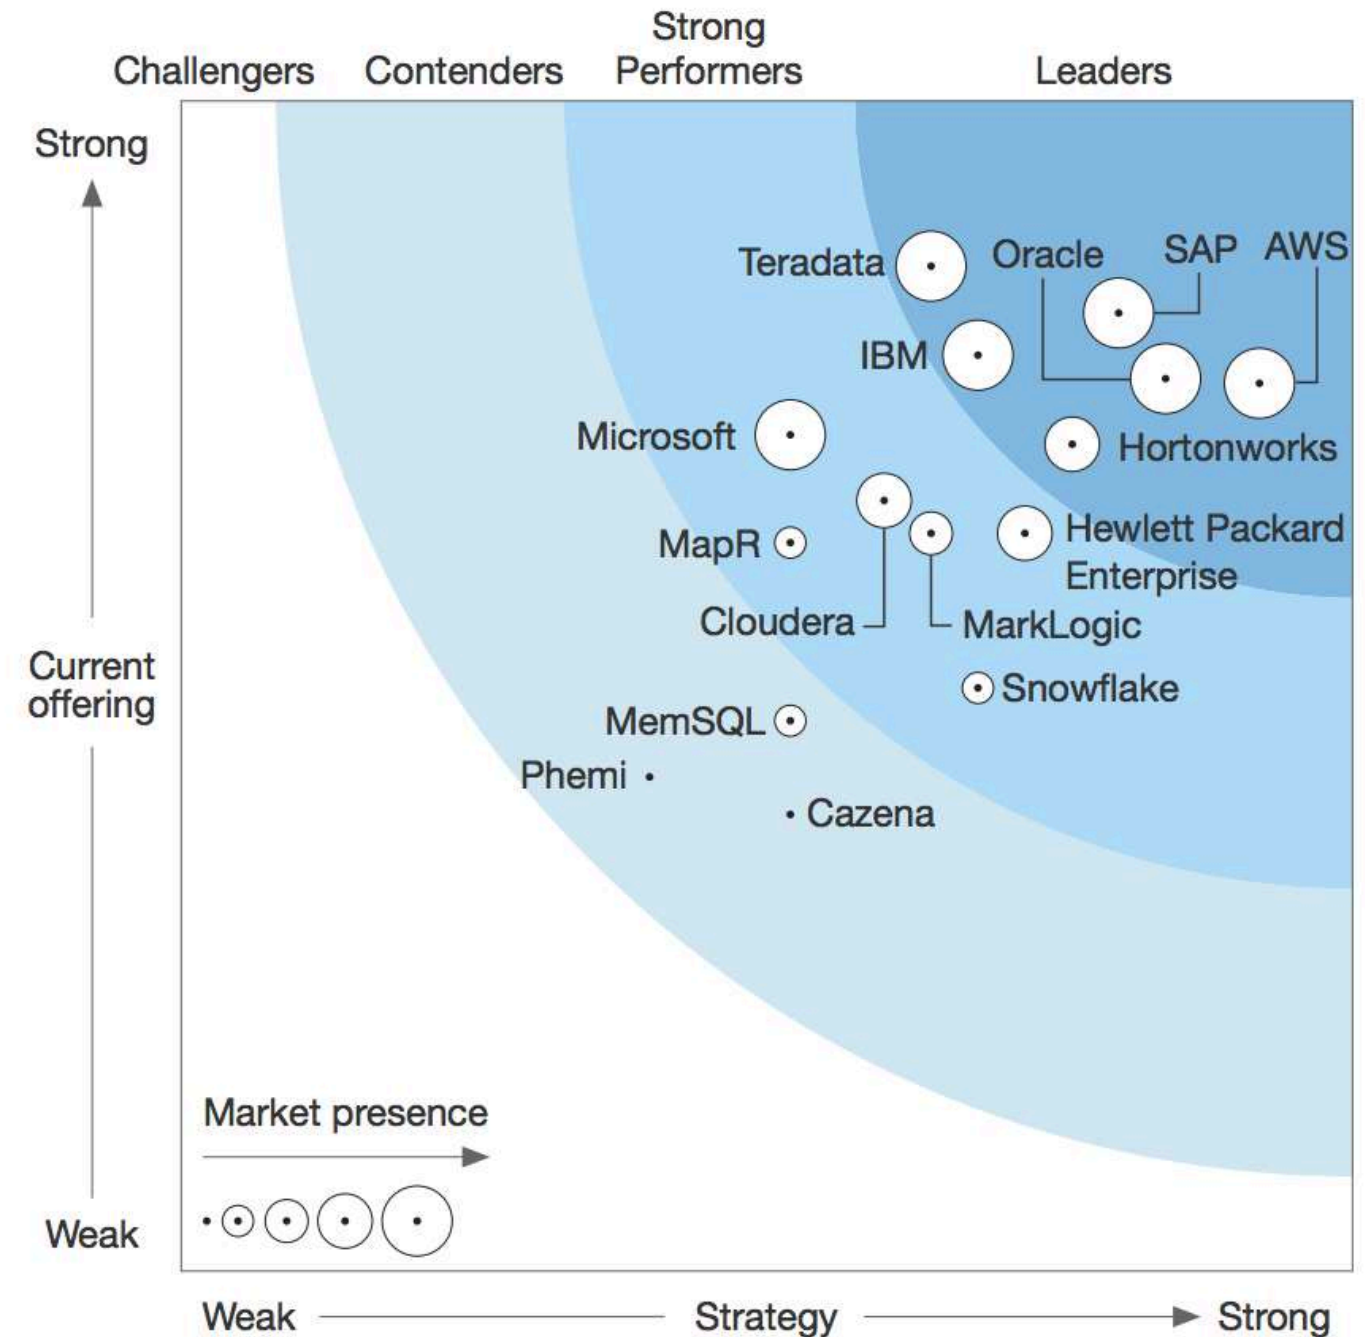 Strong
Challengers Contenders Performers Leaders
Strong
Teradata Oracle SAP AWS
IBM
Microsoft
Hortonworks
MapR
Hewlett Packard
Enterprise
Cloudera
MarkLogic
Current
offering
Snowflake
MemSQL
Phemi
Cazena
Market presence
Weak
Weak Strategy Strong